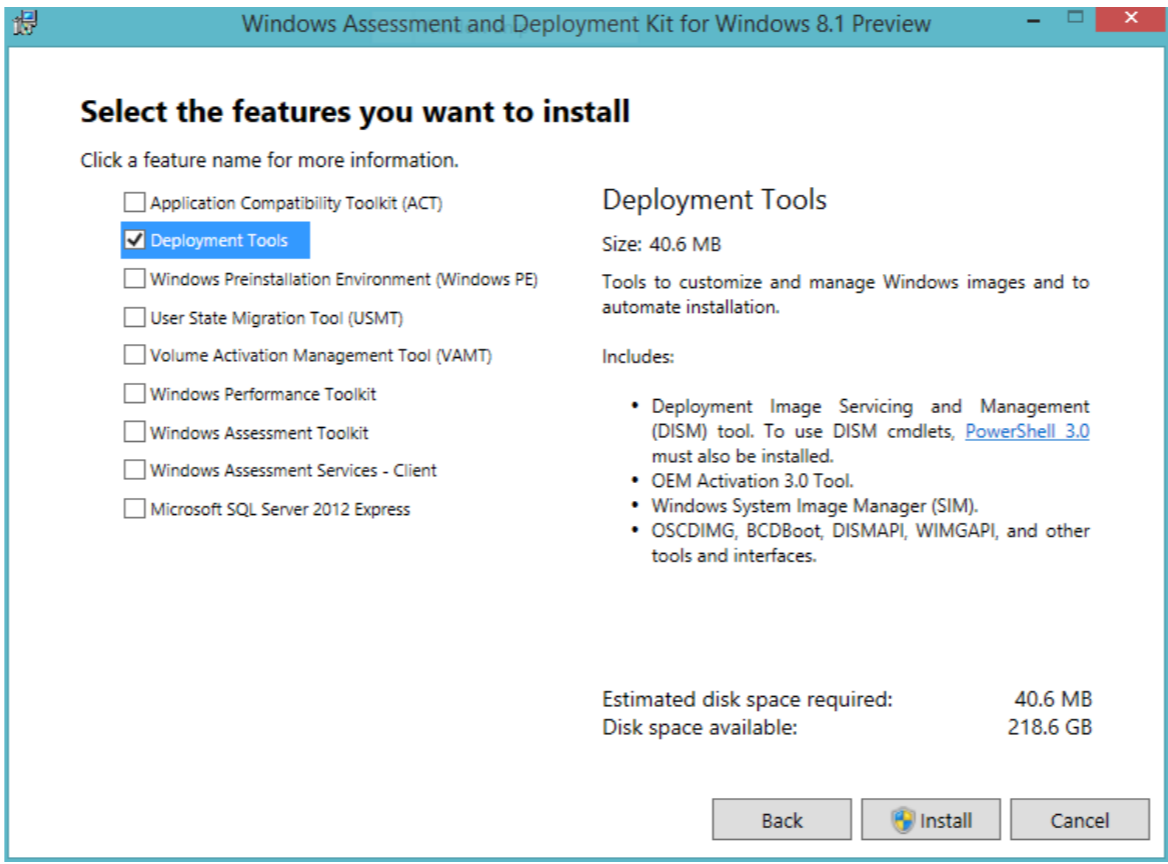 Windows Assessment and Deployment Kit for Windows 8.1 Preview
Select the features you want to install
Click a feature name for more information.
Application Compatibility Toolkit (ACT)
Deployment Tools
Windows Preinstallation Environment (Windows PE)
User State Migration Tool (USMT)
Volume Activation Management Tool (VAMT)
Windows Performance Toolkit
Windows Assessment Toolkit
Windows Assessment Services - Client
Microsoft SQL Server 2012 Express
Deployment Tools
Size: 40.6 MB
Tools to customize and manage Windows images and to
automate installation.
Includes:
• Deployment Image Servicing and Management
(DISM) tool. To use DISM cmdlets, PowerShell 3.0
must also be installed.
• OEM Activation 3.0 Tool.
• Windows System Image Manager (SIM).
• OSCDIMG, BCDBoot, DISMAPI, WIMGAPI, and other
tools and interfaces.
Estimated disk space required: 40.6 MB
Disk space available: 218.6 GB
Back Install Cancel